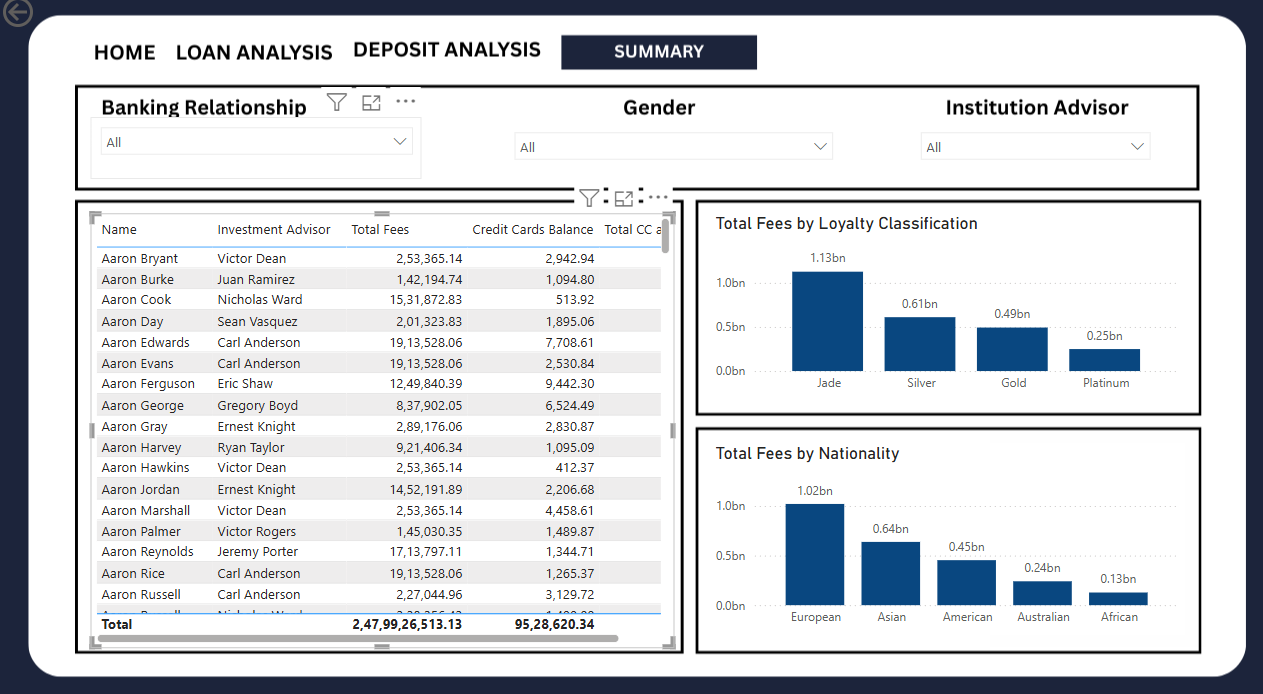 HOME LOAN ANALYSIS DEPOSIT ANALYSIS SUMMARY
Banking Relationship Gender Institution Advisor
All All All
Name Investment Advisor Total Fees Credit Cards Balance Total CC a
Aaron Bryant Victor Dean 2,53,365.14 2,942.94
Aaron Burke Juan Ramirez 1,42,194.74 1,094.80
Aaron Cook Nicholas Ward 15,31,872.83 513.92
Aaron Day Sean Vasquez 2,01,323.83 1,895.06
Aaron Edwards Carl Anderson 19,13,528.06 7,708.61
Aaron Evans Carl Anderson 19,13,528.06 2,530.84
Aaron Ferguson Eric Shaw 12,49,840.39 9,442.30
Aaron George Gregory Boyd 8,37,902.05 6,524.49
Aaron Gray Ernest Knight 2,89,176.06 2,830.87
Aaron Harvey Ryan Taylor 9,21,406.34 1,095.09
Aaron Hawkins Victor Dean 2,53,365.14 412.37
Aaron Jordan Ernest Knight 14,52,191.89 2,206.68
Aaron Marshall Victor Dean 2,53,365.14 4,458.61
Aaron Palmer Victor Rogers 1,45,030.35 1,489.87
Aaron Reynolds Jeremy Porter 17,13,797.11 1,344.71
Aaron Rice Carl Anderson 19,13,528.06 1,265.37
Aaron Russell Carl Anderson 2,27,044.96 3,129.72
Total 2,47,99,26,513.13 95,28,620.34
Total Fees by Loyalty Classification
1.13bn
1.0bn
0.61bn
0.49bn
0.5bn
0.25bn
0.0bn
Jade Silver Gold Platinum
Total Fees by Nationality
1.02bn
1.0bn
0.64bn
0.45bn
0.5bn
0.24bn
0.13bn
0.0bn
European Asian American Australian African